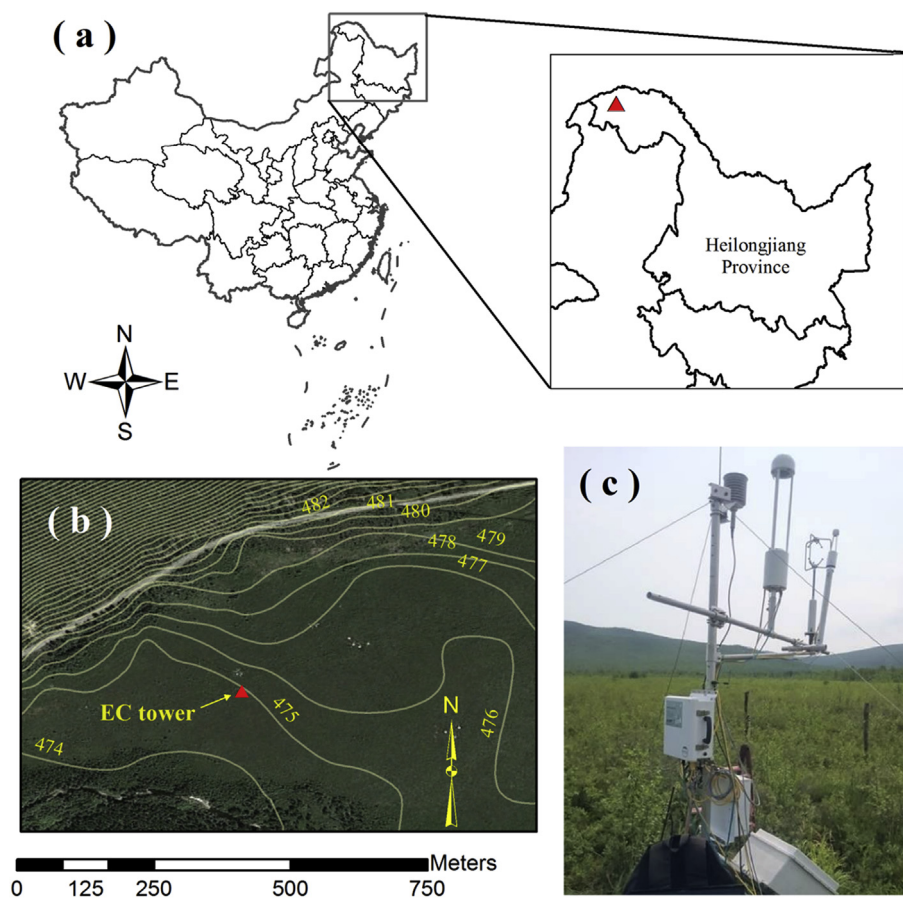 ( a )
Heilongjiang
Province
N
W E
S
( b )
482
481
480
479
478
477
EC tower
475
476
474
N
( c )
Meters
0 125 250 500 750